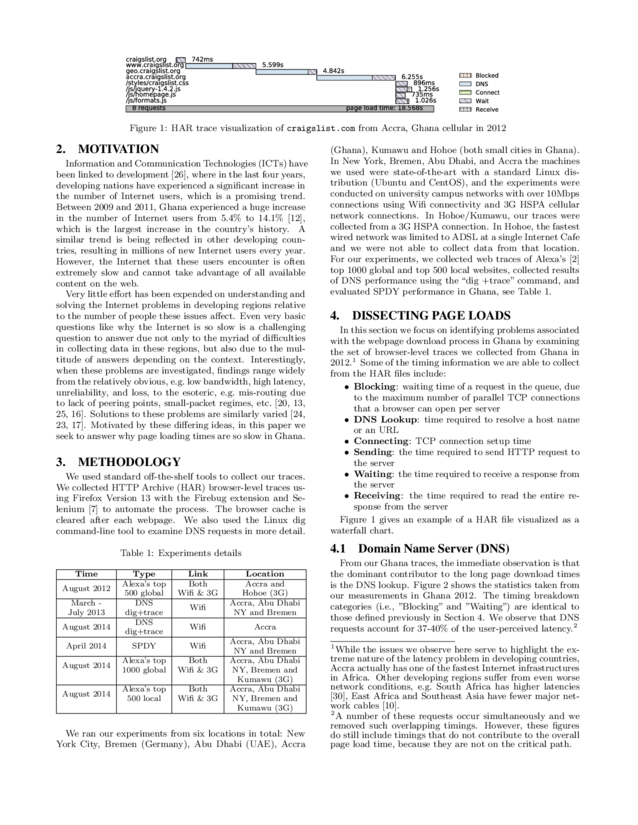 craigslist.org 742ms
www.craigslist.org 5.599s
geo.craigslist.org 4.842s
accra.craigslist.org 6.255s
/styles/craigslist.css 896ms
/js/jquery-1.4.2.js 1.256s
/js/homepage.js 735ms
/js/formats.js 1.026s
8 requests page load time: 18.568s
Blocked
DNS
Connect
Wait
Receive
Figure 1: HAR trace visualization of craigslist.com from Accra, Ghana cellular in 2012
2. MOTIVATION
Information and Communication Technologies (ICTs) have
been linked to development [26], where in the last four years,
developing nations have experienced a significant increase in
the number of Internet users, which is a promising trend.
Between 2009 and 2011, Ghana experienced a huge increase
in the number of Internet users from 5.4% to 14.1% [12],
which is the largest increase in the country's history. A
similar trend is being reflected in other developing coun-
tries, resulting in millions of new Internet users every year.
However, the Internet that these users encounter is often
extremely slow and cannot take advantage of all available
content on the web.
Very little effort has been expended on understanding and
solving the Internet problems in developing regions relative
to the number of people these issues affect. Even very basic
questions like why the Internet is so slow is a challenging
question to answer due not only to the myriad of difficulties
in collecting data in these regions, but also due to the mul-
titude of answers depending on the context. Interestingly,
when these problems are investigated, findings range widely
from the relatively obvious, e.g. low bandwidth, high latency,
unreliability, and loss, to the esoteric, e.g. mis-routing due
to lack of peering points, small-packet regimes, etc. [20, 13,
25, 16]. Solutions to these problems are similarly varied [24,
23, 17]. Motivated by these differing ideas, in this paper we
seek to answer why page loading times are so slow in Ghana.
3. METHODOLOGY
We used standard off-the-shelf tools to collect our traces.
We collected HTTP Archive (HAR) browser-level traces us-
ing Firefox Version 13 with the Firebug extension and Se-
lenium [7] to automate the process. The browser cache is
cleared after each webpage. We also used the Linux dig
command-line tool to examine DNS requests in more detail.
Table 1: Experiments details
Time Type Link Location
August 2012 Alexa's top 500 global Both Wifi & 3G Accra and Hohoe (3G)
March - July 2013 DNS dig+trace Wifi Accra, Abu Dhabi NY and Bremen
August 2014 DNS dig+trace Wifi Accra
April 2014 SPDY Wifi Accra, Abu Dhabi NY and Bremen
August 2014 Alexa's top 1000 global Both Wifi & 3G Accra, Abu Dhabi NY, Bremen and Kumawu (3G)
August 2014 Alexa's top 500 local Both Wifi & 3G Accra, Abu Dhabi NY, Bremen and Kumawu (3G)
We ran our experiments from six locations in total: New
York City, Bremen (Germany), Abu Dhabi (UAE), Accra
(Ghana), Kumawu and Hohoe (both small cities in Ghana).
In New York, Bremen, Abu Dhabi, and Accra the machines
we used were state-of-the-art with a standard Linux dis-
tribution (Ubuntu and CentOS), and the experiments were
conducted on university campus networks with over 10Mbps
connections using Wifi connectivity and 3G HSPA cellular
network connections. In Hohoe/Kumawu, our traces were
collected from a 3G HSPA connection. In Hohoe, the fastest
wired network was limited to ADSL at a single Internet Cafe
and we were not able to collect data from that location.
For our experiments, we collected web traces of Alexa's [2]
top 1000 global and top 500 local websites, collected results
of DNS performance using the "dig +trace" command, and
evaluated SPDY performance in Ghana, see Table 1.
4. DISSECTING PAGE LOADS
In this section we focus on identifying problems associated
with the webpage download process in Ghana by examining
the set of browser-level traces we collected from Ghana in
2012.1 Some of the timing information we are able to collect
from the HAR files include:
• Blocking: waiting time of a request in the queue, due
to the maximum number of parallel TCP connections
that a browser can open per server
• DNS Lookup: time required to resolve a host name
or an URL
• Connecting: TCP connection setup time
• Sending: the time required to send HTTP request to
the server
• Waiting: the time required to receive a response from
the server
• Receiving: the time required to read the entire re-
sponse from the server
Figure 1 gives an example of a HAR file visualized as a
waterfall chart.
4.1 Domain Name Server (DNS)
From our Ghana traces, the immediate observation is that
the dominant contributor to the long page download times
is the DNS lookup. Figure 2 shows the statistics taken from
our measurements in Ghana 2012. The timing breakdown
categories (i.e., "Blocking" and "Waiting") are identical to
those defined previously in Section 4. We observe that DNS
requests account for 37-40% of the user-perceived latency.2
1While the issues we observe here serve to highlight the ex-
treme nature of the latency problem in developing countries,
Accra actually has one of the fastest Internet infrastructures
in Africa. Other developing regions suffer from even worse
network conditions, e.g. South Africa has higher latencies
[30], East Africa and Southeast Asia have fewer major net-
work cables [10].
2A number of these requests occur simultaneously and we
removed such overlapping timings. However, these figures
do still include timings that do not contribute to the overall
page load time, because they are not on the critical path.